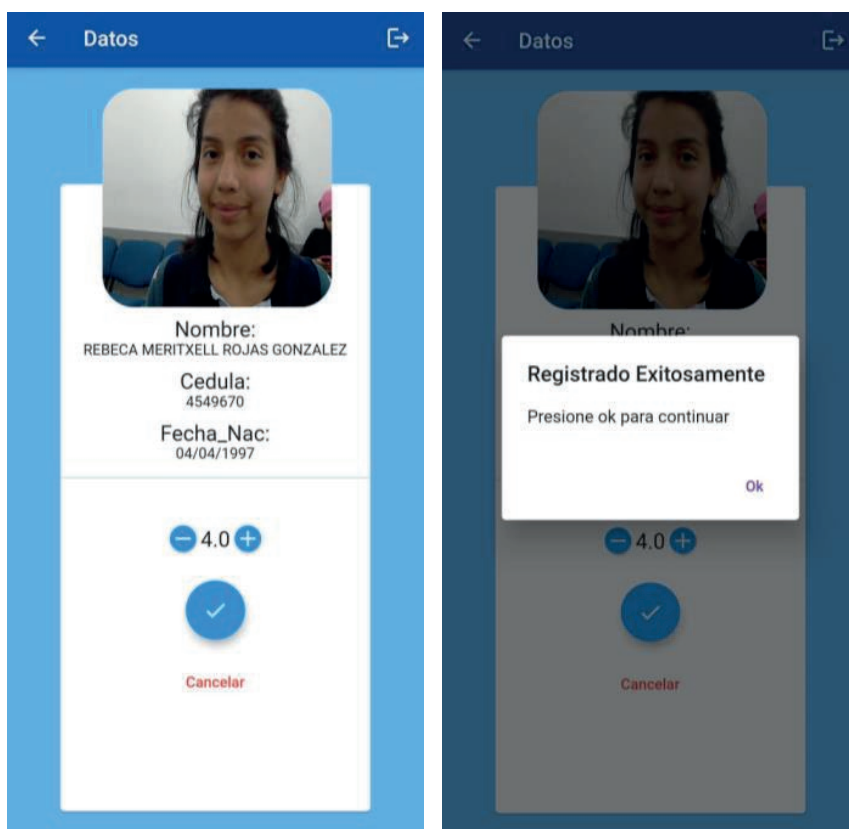 Datos
Nombre:
REBECA MERITXELL ROJAS GONZALEZ
Cedula:
4549670
Fecha_Nac:
04/04/1997
4.0
Cancelar
Datos
Nombre:
Registrado Exitosamente
Presione ok para continuar
Ok
4.0
Cancelar